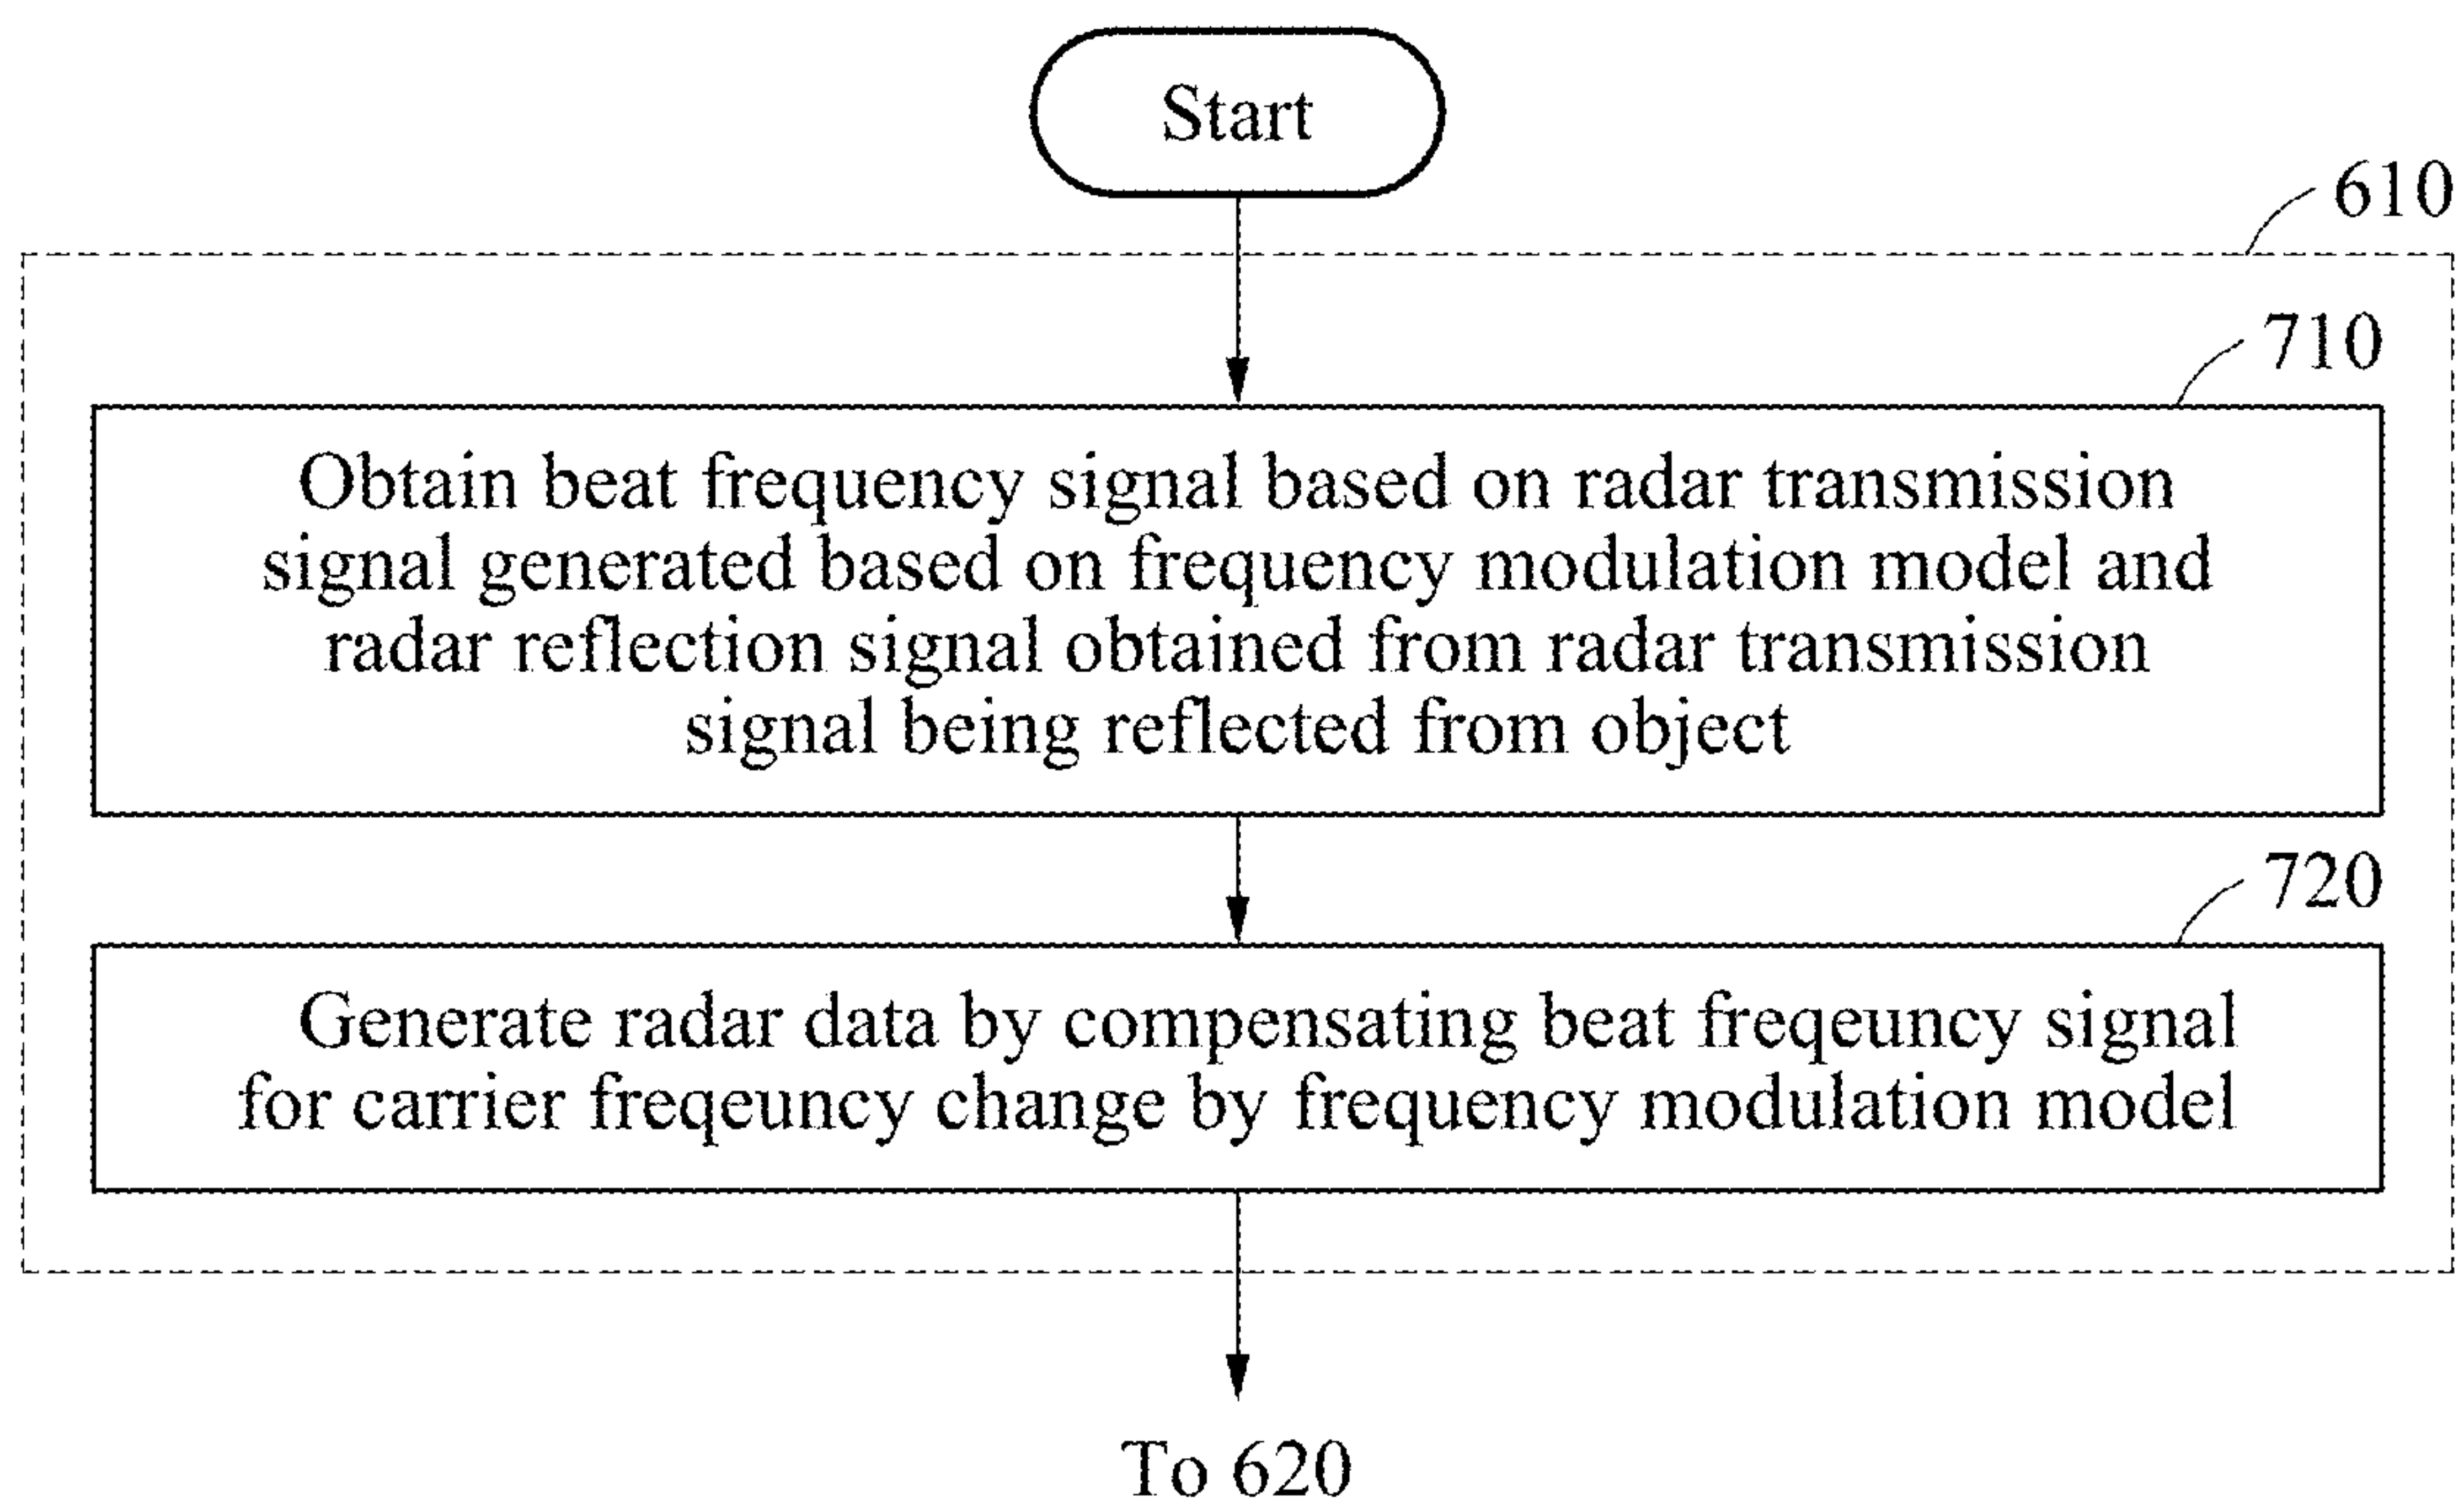 Start
610
710
Obtain beat frequency signal based on radar transmission
signal generated based on frequency modulation model and
radar reflection signal obtained from radar transmission
signal being reflected from object
720
Generate radar data by compensating beat freqeuncy signal
for carrier freqeuncy change by frequency modulation model
To 620